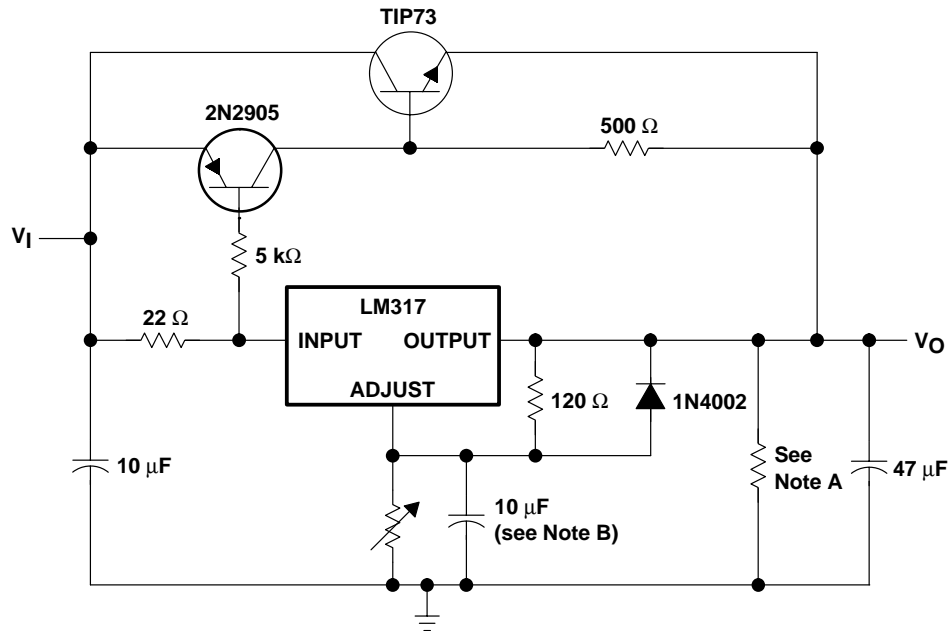 TIP73
2N2905
500 Ω
VI
5 kΩ
LM317
22 Ω
INPUT OUTPUT
VO
ADJUST
120 Ω
1N4002
10 μF
See
Note A
47 μF
10 μF
(see Note B)